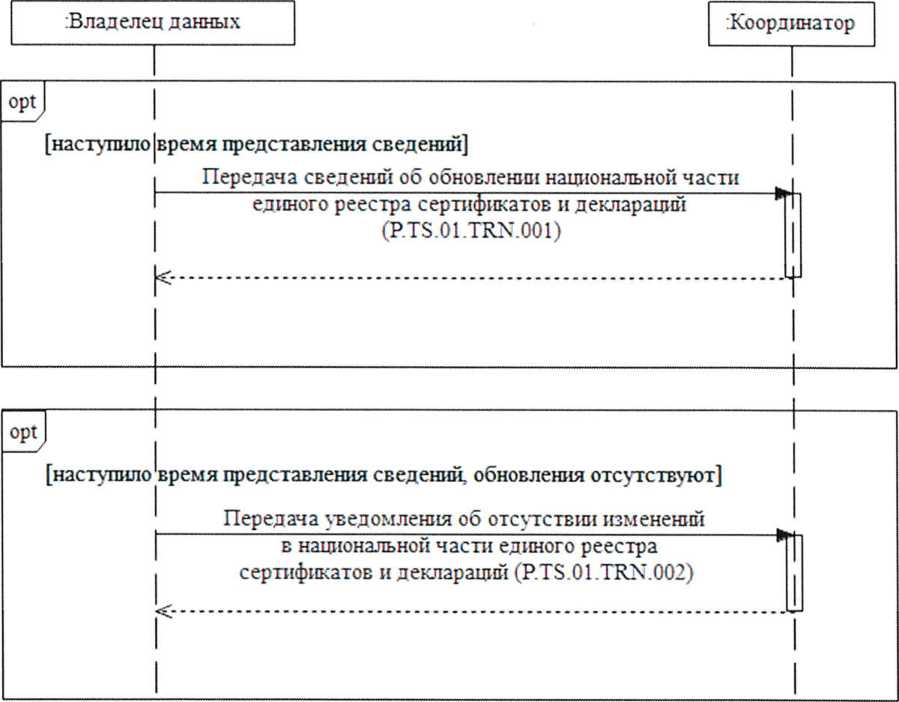 :Владелец данных
:Координатор
opt
[наступило время представления сведений]
Передача сведений об обновлении национальной части
единого реестра сертификатов и деклараций
(P.TS.01.TRN.001)
opt
[наступило время представления сведений, обновления отсутствуют]
Передача уведомления об отсутствии изменений
в национальной части единого реестра
сертификатов и деклараций (P.TS.01.TRN.002)